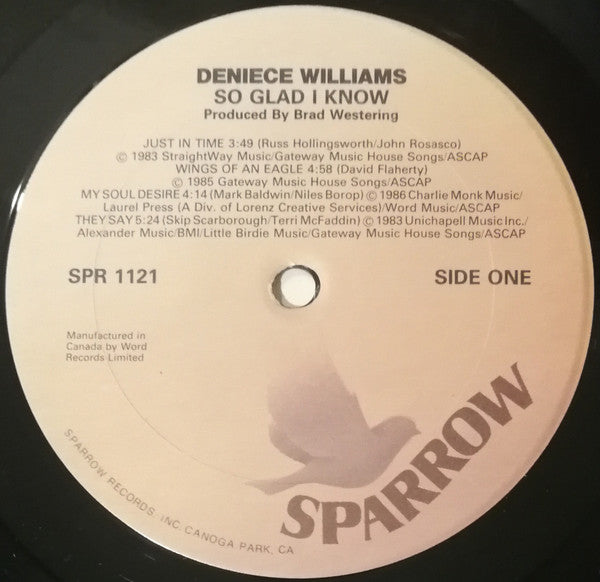 DENIECE WILLIAMS
SO GLAD I KNOW
Produced By Brad Westering
JUST IN TIME 3:49 (Russ Hollingsworth/John Rosasco)
© 1983 StraightWay Music/Gateway Music House Songs/ASCAP
WINGS OF AN EAGLE 4:58 (David Flaherty)
© 1985 Gateway Music House Songs/ASCAP
MY SOUL DESIRE 4:14 (Mark Baldwin/Niles Borop) © 1986 Charlie Monk Music/
Laurel Press (A Div. of Lorenz Creative Services)/Word Music/ASCAP
THEY SAY 5:24 (Skip Scarborough/Terri McFaddin) © 1983 Unichapell Music Inc./
Alexander Music/BMI/Little Birdie Music/Gateway Music House Songs/ASCAP
SPR 1121
SIDE ONE
Manufactured in
Canada by Word
Records Limited
SPARROW
SPARROW RECORDS, INC. CANOGA PARK, CA